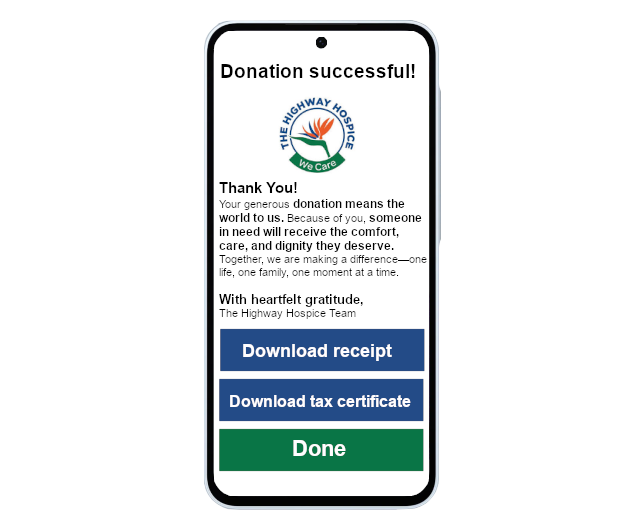 Donation successful!
THE HIGHWAY HOSPICE
We Care
Thank You!
Your generous donation means the
world to us. Because of you, someone
in need will receive the comfort,
care, and dignity they deserve.
Together, we are making a difference—one
life, one family, one moment at a time.
With heartfelt gratitude,
The Highway Hospice Team
Download receipt
Download tax certificate
Done